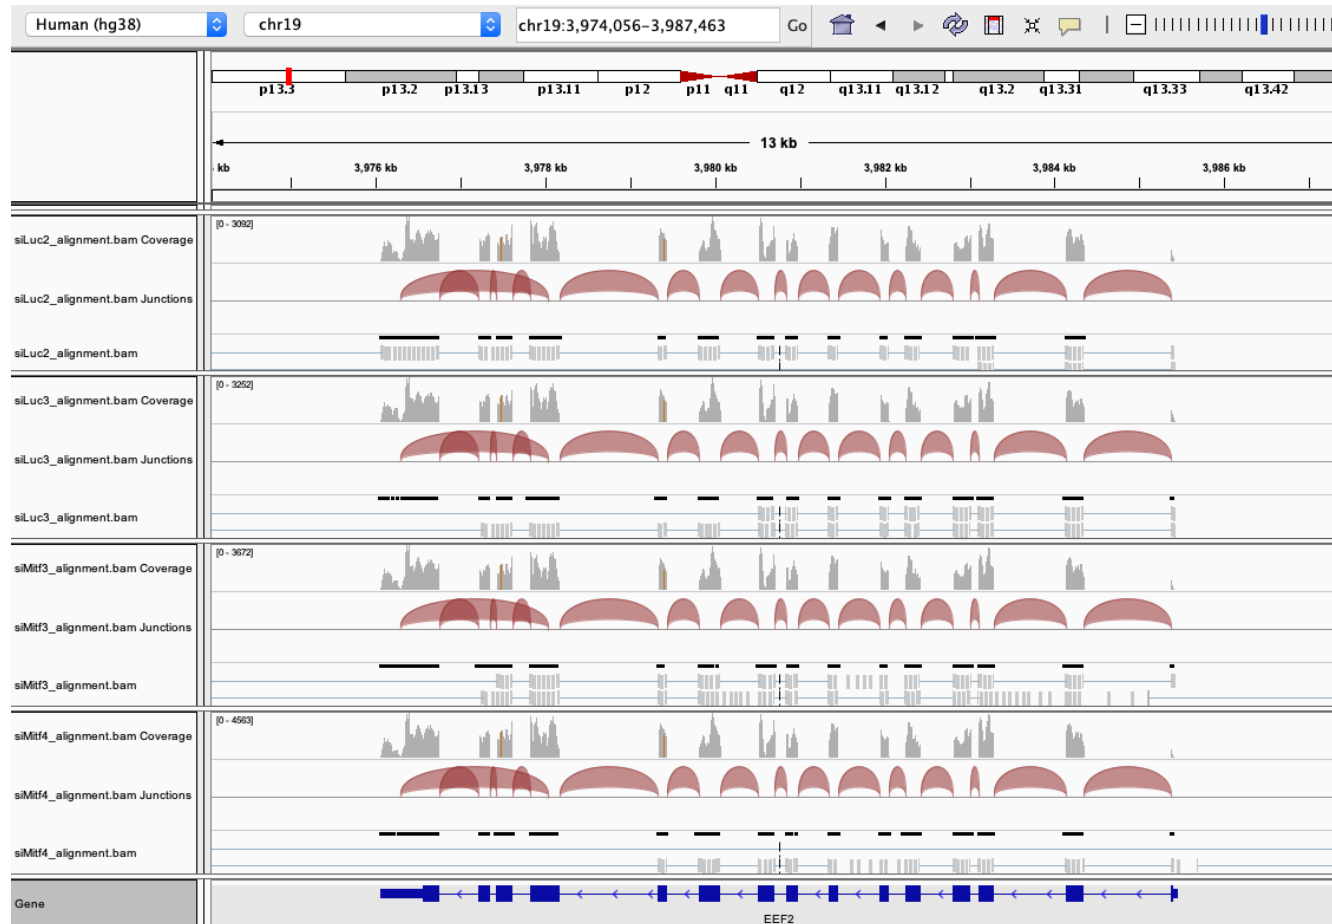 Human (hg38) chr19 chr19:3,974,056-3,987,463 Go
p13.3 p13.2 p13.13 p13.11 p12 p11 q11 q12 q13.11 q13.12 q13.2 q13.31 q13.33 q13.42
13 kb
kb 3,976 kb 3,978 kb 3,980 kb 3,982 kb 3,984 kb 3,986 kb
[0 - 3092]
siLuc2_alignment.bam Coverage
siLuc2_alignment.bam Junctions
siLuc2_alignment.bam
[0 - 3252]
siLuc3_alignment.bam Coverage
siLuc3_alignment.bam Junctions
siLuc3_alignment.bam
[0 - 3672]
siMitf3_alignment.bam Coverage
siMitf3_alignment.bam Junctions
siMitf3_alignment.bam
[0 - 4563]
siMitf4_alignment.bam Coverage
siMitf4_alignment.bam Junctions
siMitf4_alignment.bam
Gene
EEF2